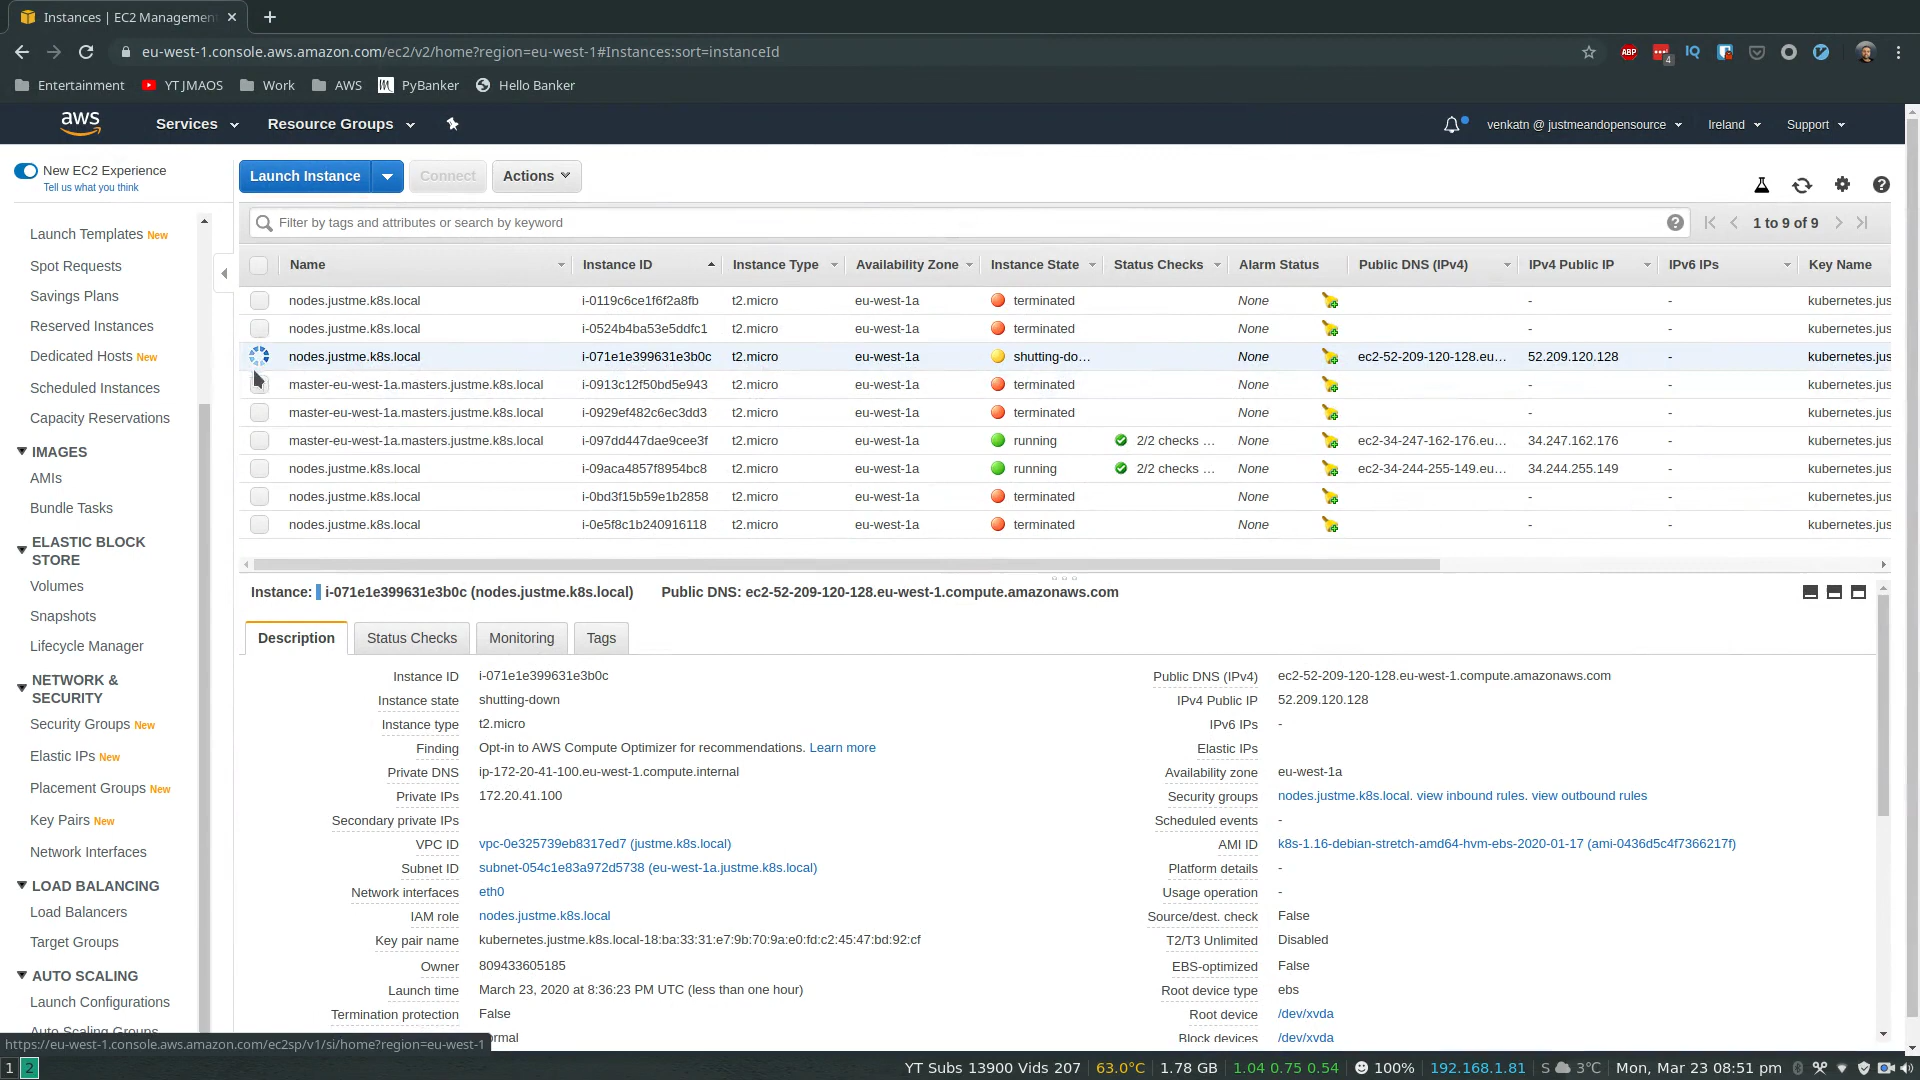 Instances | EC2 Management
eu-west-1.console.aws.amazon.com/ec2/v2/home?region=eu-west-1#Instances:sort=instanceId
ABP
4
IQ
Entertainment
YT JMAOS
Work
AWS
PyBanker
Hello Banker
aws
Services
Resource Groups
venkatn @ justmeandopensource
Ireland
Support
New EC2 Experience
Tell us what you think
Launch Templates New
Spot Requests
Savings Plans
Reserved Instances
Dedicated Hosts New
Scheduled Instances
Capacity Reservations
IMAGES
AMIs
Bundle Tasks
ELASTIC BLOCK
STORE
Volumes
Snapshots
Lifecycle Manager
NETWORK &
SECURITY
Security Groups New
Elastic IPs New
Placement Groups New
Key Pairs New
Network Interfaces
LOAD BALANCING
Load Balancers
Target Groups
AUTO SCALING
Launch Configurations
Auto Scaling Groups
Launch Instance
Connect
Actions
Filter by tags and attributes or search by keyword
1 to 9 of 9
Name Instance ID Instance Type Availability Zone Instance State Status Checks Alarm Status Public DNS (IPv4) IPv4 Public IP IPv6 IPs Key Name
nodes.justme.k8s.local i-0119c6ce1f6f2a8fb t2.micro eu-west-1a terminated None - - kubernetes.jus
nodes.justme.k8s.local i-0524b4ba53e5ddfc1 t2.micro eu-west-1a terminated None - - kubernetes.jus
nodes.justme.k8s.local i-071e1e399631e3b0c t2.micro eu-west-1a shutting-do... None ec2-52-209-120-128.eu... 52.209.120.128 - kubernetes.jus
master-eu-west-1a.masters.justme.k8s.local i-0913c12f50bd5e943 t2.micro eu-west-1a terminated None - - kubernetes.jus
master-eu-west-1a.masters.justme.k8s.local i-0929ef482c6ec3dd3 t2.micro eu-west-1a terminated None - - kubernetes.jus
master-eu-west-1a.masters.justme.k8s.local i-097dd447dae9cee3f t2.micro eu-west-1a running 2/2 checks ... None ec2-34-247-162-176.eu... 34.247.162.176 - kubernetes.jus
nodes.justme.k8s.local i-09aca4857f8954bc8 t2.micro eu-west-1a running 2/2 checks ... None ec2-34-244-255-149.eu... 34.244.255.149 - kubernetes.jus
nodes.justme.k8s.local i-0bd3f15b59e1b2858 t2.micro eu-west-1a terminated None - - kubernetes.jus
nodes.justme.k8s.local i-0e5f8c1b240916118 t2.micro eu-west-1a terminated None - - kubernetes.jus
Instance: i-071e1e399631e3b0c (nodes.justme.k8s.local) Public DNS: ec2-52-209-120-128.eu-west-1.compute.amazonaws.com
Description
Status Checks
Monitoring
Tags
Instance ID i-071e1e399631e3b0c
Instance state shutting-down
Instance type t2.micro
Finding Opt-in to AWS Compute Optimizer for recommendations. Learn more
Private DNS ip-172-20-41-100.eu-west-1.compute.internal
Private IPs 172.20.41.100
Secondary private IPs
VPC ID vpc-0e325739eb8317ed7 (justme.k8s.local)
Subnet ID subnet-054c1e83a972d5738 (eu-west-1a.justme.k8s.local)
Network interfaces eth0
IAM role nodes.justme.k8s.local
Key pair name kubernetes.justme.k8s.local-18:ba:33:31:e7:9b:70:9a:e0:fd:c2:45:47:bd:92:cf
Owner 809433605185
Launch time March 23, 2020 at 8:36:23 PM UTC (less than one hour)
Termination protection False
ormal
Public DNS (IPv4) ec2-52-209-120-128.eu-west-1.compute.amazonaws.com
IPv4 Public IP 52.209.120.128
IPv6 IPs -
Elastic IPs
Availability zone eu-west-1a
Security groups nodes.justme.k8s.local. view inbound rules. view outbound rules
Scheduled events -
AMI ID k8s-1.16-debian-stretch-amd64-hvm-ebs-2020-01-17 (ami-0436d5c4f7366217f)
Platform details -
Usage operation -
Source/dest. check False
T2/T3 Unlimited Disabled
EBS-optimized False
Root device type ebs
Root device /dev/xvda
Block devices /dev/xvda
https://eu-west-1.console.aws.amazon.com/ec2sp/v1/si/home?region=eu-west-1
1 2
YT Subs 13900 Vids 207 63.0°C 1.78 GB 1.04 0.75 0.54 100% 192.168.1.81 S 3°C Mon, Mar 23 08:51 pm